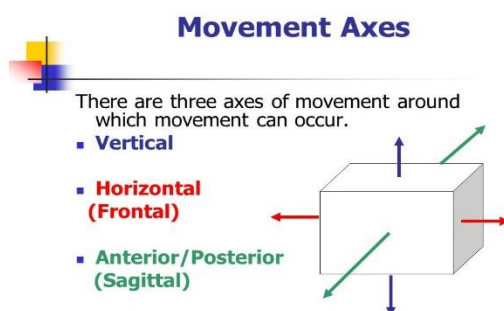 Movement Axes
There are three axes of movement around
which movement can occur.
Vertical
Horizontal
(Frontal)
Anterior/Posterior
(Sagittal)